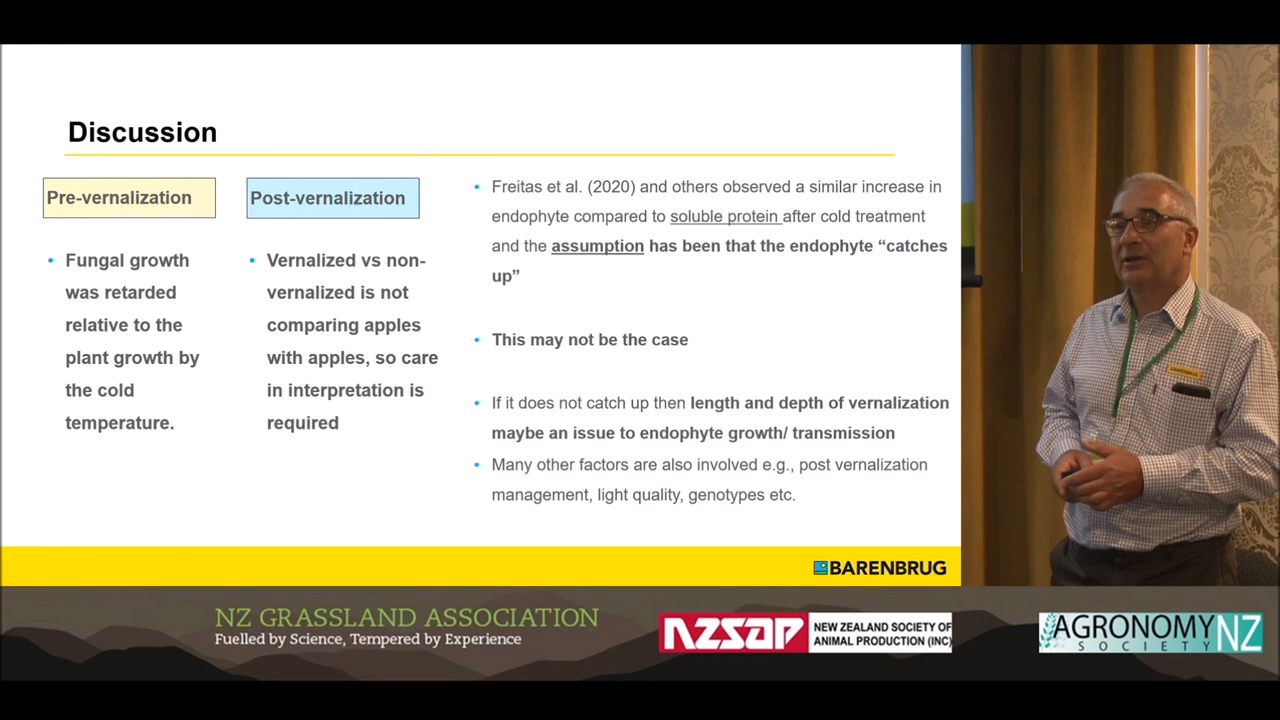 Discussion
Pre-vernalization
Fungal growth
was retarded
relative to the
plant growth by
the cold
temperature.
Post-vernalization
Vernalized vs non-
vernalized is not
comparing apples
with apples, so care
in interpretation is
required
Freitas et al. (2020) and others observed a similar increase in
endophyte compared to soluble protein after cold treatment
and the assumption has been that the endophyte “catches
up”
This may not be the case
If it does not catch up then length and depth of vernalization
maybe an issue to endophyte growth/ transmission
Many other factors are also involved e.g., post vernalization
management, light quality, genotypes etc.
BARENBRUG
NZ GRASSLAND ASSOCIATION
Fuelled by Science, Tempered by Experience
NZSAP
NEW ZEALAND SOCIETY OF
ANIMAL PRODUCTION (INC)
AGRONOMY NZ
SOCIETY